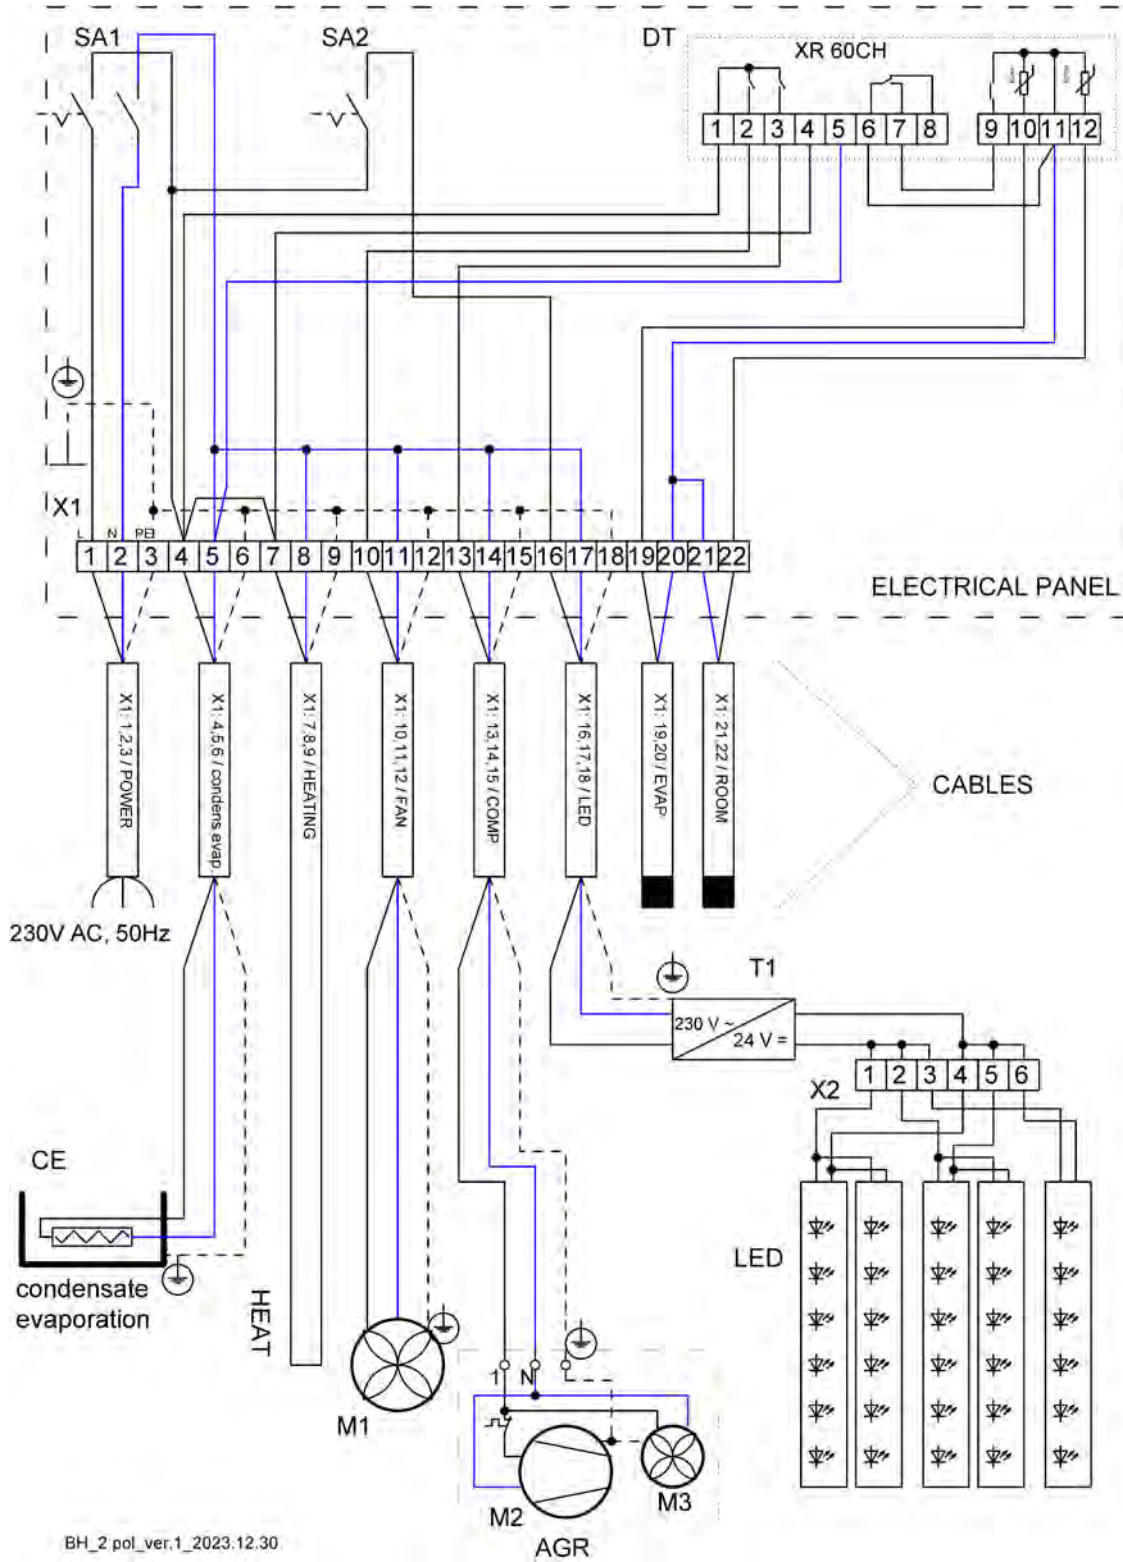 SA1
SA2
DT
XR 60CH
1 2 3 4 5 6 7 8
9 10 11 12
X1
L N PE
1 2 3 4 5 6 7 8 9 10 11 12 13 14 15 16 17 18 19 20 21 22
ELECTRICAL PANEL
X1: 1,2,3 / POWER
X1: 4,5,6 / condens.evap.
X1: 7,8,9 / HEATING
X1: 10,11,12 / FAN
X1: 13,14,15 / COMP
X1: 16,17,18 / LED
X1: 19,20 / EVAP
X1: 21,22 / ROOM
CABLES
230V AC, 50Hz
T1
230 V ~
24 V =
X2
1 2 3 4 5 6
CE
condensate
evaporation
HEAT
LED
M1
1 N
M2
M3
AGR
BH_2 pol_ver.1_2023.12.30